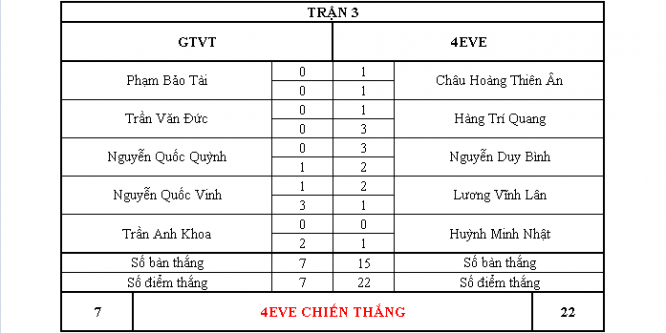 TRẬN 3
GTVT 4EVE
Phạm Bảo Tài 0 1 Châu Hoàng Thiên Ân
0 1
Trần Văn Đức 0 1 Hàng Trí Quang
0 3
Nguyễn Quốc Quỳnh 0 3 Nguyễn Duy Bình
1 2
Nguyễn Quốc Vinh 1 2 Lương Vĩnh Lân
3 1
Trần Anh Khoa 0 0 Huỳnh Minh Nhật
2 1
Số bàn thắng 7 15 Số bàn thắng
Số điểm thắng 7 22 Số điểm thắng
7 4EVE CHIẾN THẮNG 22